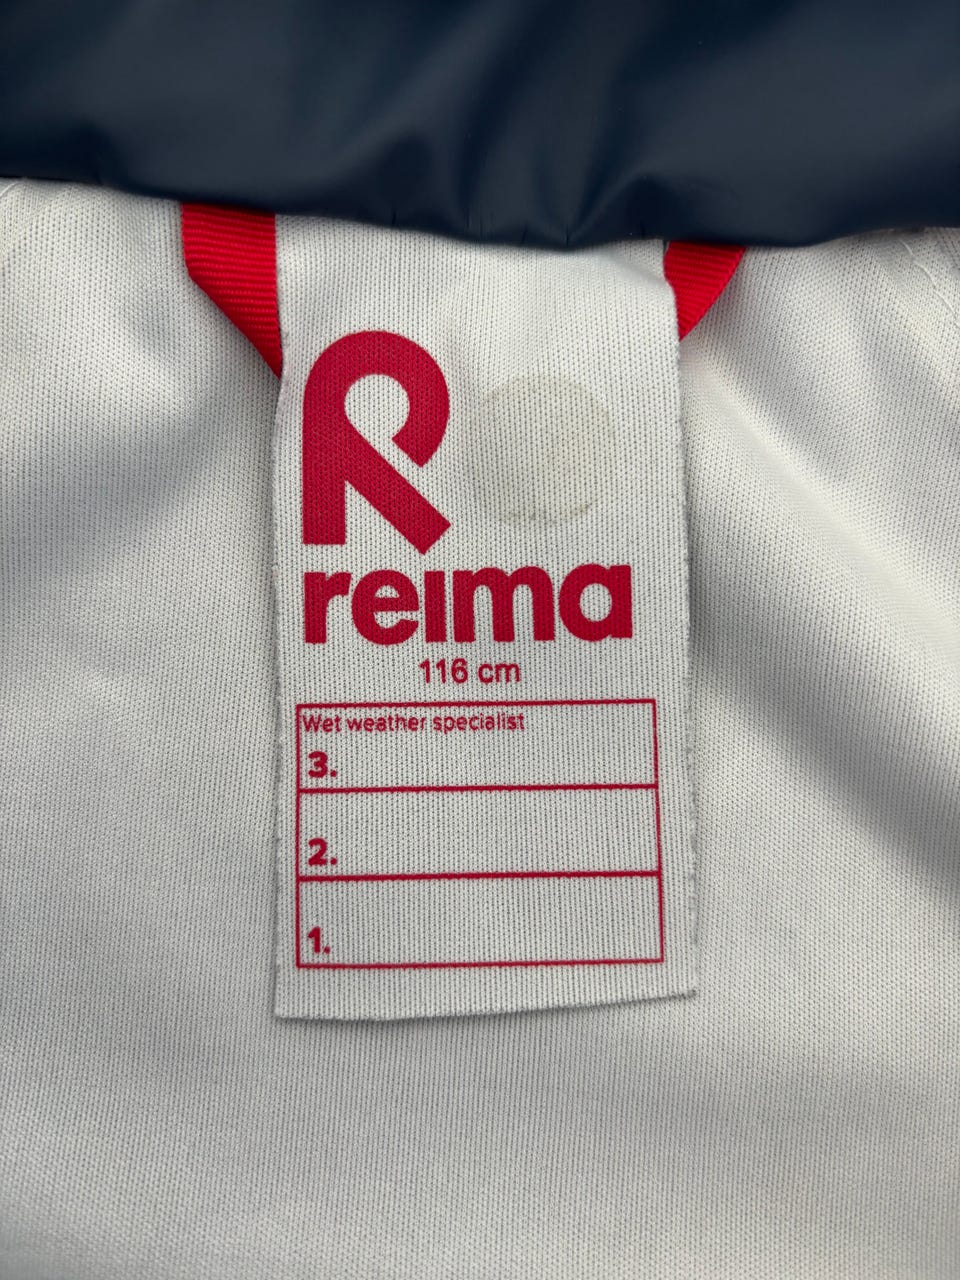 reima
116 cm
Wet weather specialist
3.
2.
1.